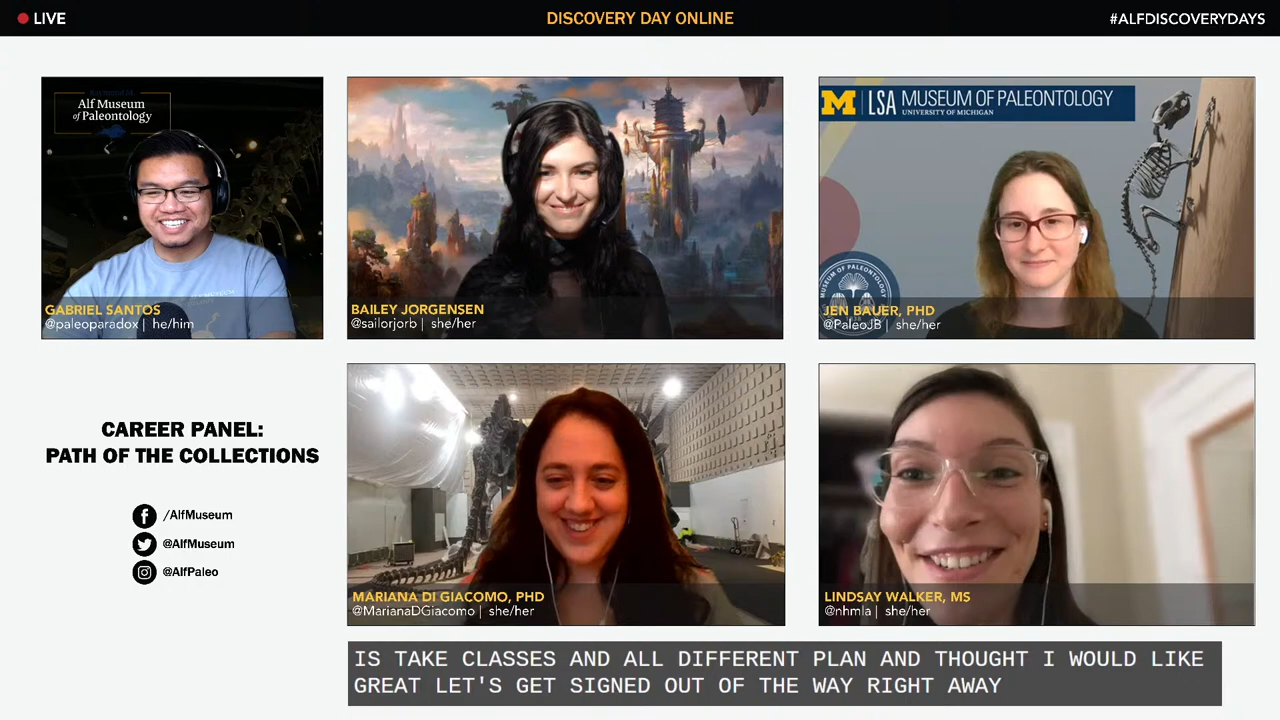 LIVE
DISCOVERY DAY ONLINE
#ALFDISCOVERYDAYS
Alf Museum
of Paleontology
GABRIEL SANTOS
@paleoparadox | he/him
BAILEY JORGENSEN
@sailorjorb | she/her
M LSA MUSEUM OF PALEONTOLOGY
UNIVERSITY OF MICHIGAN
MUSEUM OF PALEONTOLOGY
JEN BAUER, PHD
@PaleoJB | she/her
CAREER PANEL:
PATH OF THE COLLECTIONS
/AlfMuseum
@AlfMuseum
@AlfPaleo
MARIANA DI GIACOMO, PHD
@MarianaDGiacomo | she/her
LINDSAY WALKER, MS
@nhmla | she/her
IS TAKE CLASSES AND ALL DIFFERENT PLAN AND THOUGHT I WOULD LIKE
GREAT LET'S GET SIGNED OUT OF THE WAY RIGHT AWAY